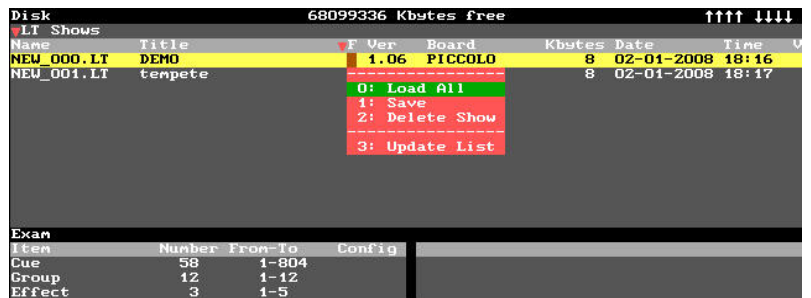 Disk 68099336 Kbytes free ↑↑↑↑ ↓↓↓↓
LT Shows
Name Title F Ver Board Kbytes Date Time V
NEW_000.LT DEMO 1.06 PICCOLO 8 02-01-2008 18:16
NEW_001.LT tempete 8 02-01-2008 18:17
0: Load All
1: Save
2: Delete Show
3: Update List
Exam
Item Number From-To Config
Cue 58 1-804
Group 12 1-12
Effect 3 1-5